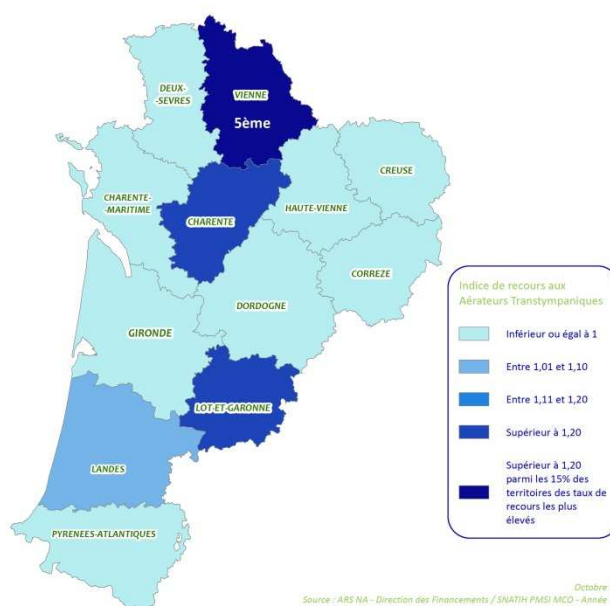 DEUX-
-SEVRES
VIENNE
5ème
CREUSE
CHARENTE-
-MARITIME
HAUTE-VIENNE
CHARENTE
CORREZE
DORDOGNE
GIRONDE
LOT-ET-GARONNE
LANDES
PYRENEES-ATLANTIQUES
Indice de recours aux
Aérateurs Transtympaniques
Inférieur ou égal à 1
Entre 1,01 et 1,10
Entre 1,11 et 1,20
Supérieur à 1,20
Supérieur à 1,20
parmi les 15% des
territoires des taux de
recours les plus
élevés
Octobre
Source : ARS NA - Direction des Financements / SNATIH PMSI MCO - Année